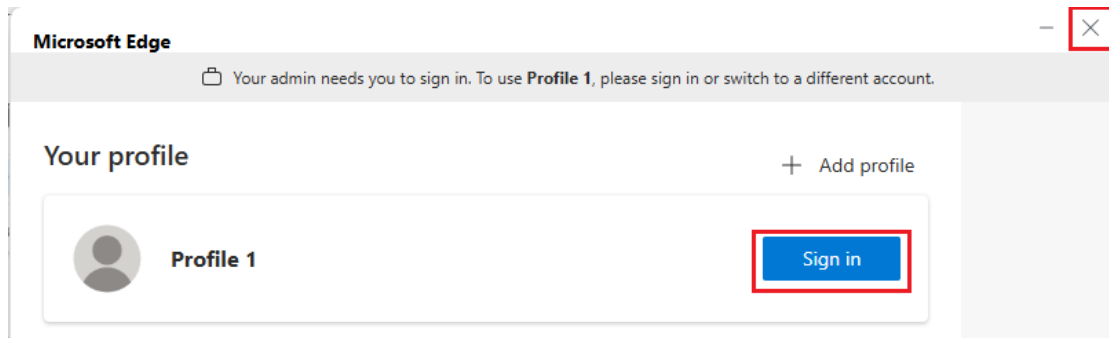 Microsoft Edge
Your admin needs you to sign in. To use Profile 1, please sign in or switch to a different account.
Your profile
+ Add profile
Profile 1
Sign in